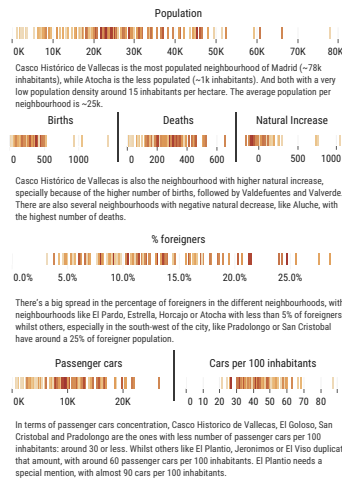 Population
0K 10K 20K 30K 40K 50K 60K 70K 80K
Casco Histórico de Vallecas is the most populated neighbourhood of Madrid (~78k
inhabitants), while Atocha is the less populated (~1k inhabitants). And both with a very
low population density around 15 inhabitants per hectare. The average population per
neighbourhood is ~25k.
Births Deaths Natural Increase
0 500 1000 0 200 400 600 0 500 1000
Casco Histórico de Vallecas is also the neighbourhood with higher natural increase,
specially because of the higher number of births, followed by Valdefuentes and Valverde.
There are also several neighbourhoods with negative natural decrease, like Aluche, with
the highest number of deaths.
% foreigners
0.0% 5.0% 10.0% 15.0% 20.0% 25.0%
There's a big spread in the percentage of foreigners in the different neighbourhoods, with
neighbourhoods like El Pardo, Estrella, Horcajo or Atocha with less than 5% of foreigners
whilst others, especially in the south-west of the city, like Pradolongo or San Cristobal
have around a 25% of foreigner population.
Passenger cars Cars per 100 inhabitants
0K 10K 20K 0 10 20 30 40 50 60 70 80
In terms of passenger cars concentration, Casco Historico de Vallecas, El Goloso, San
Cristobal and Pradolongo are the ones with less number of passenger cars per 100
inhabitants: around 30 or less. Whilst others like El Plantio, Jeronimos or El Viso duplicat
that amount, with around 60 passenger cars per 100 inhabitants. El Plantio needs a
special mention, with almost 90 cars per 100 inhabitants.